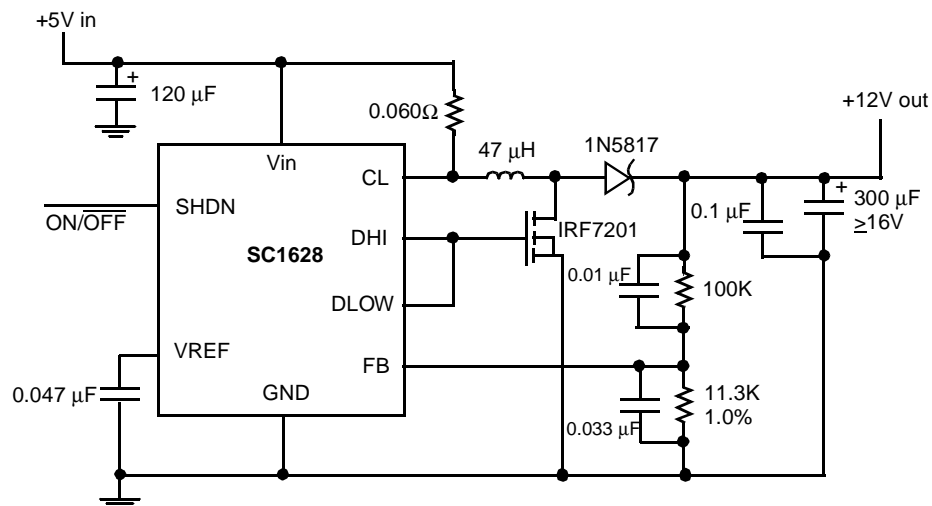 +5V in
120 µF
+
0.060Ω
47 µH
1N5817
+12V out
Vin
CL
SHDN
ON/OFF
0.1 µF
+
300 µF
≥16V
DHI
IRF7201
SC1628
0.01 µF
100K
DLOW
VREF
FB
0.047 µF
GND
11.3K
1.0%
0.033 µF